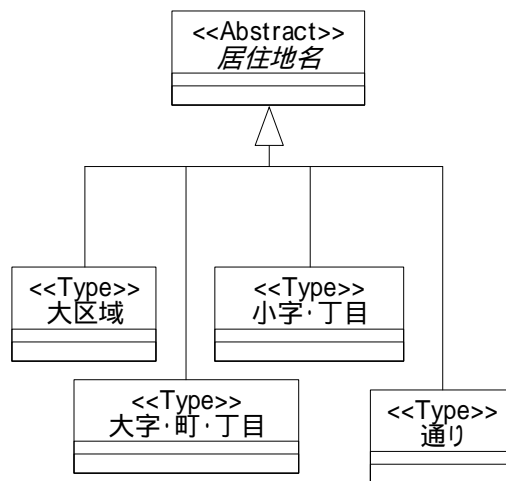 <<Abstract>>
居住地名
<<Type>>
大区域
<<Type>>
小字･丁目
<<Type>>
大字･町･丁目
<<Type>>
通り